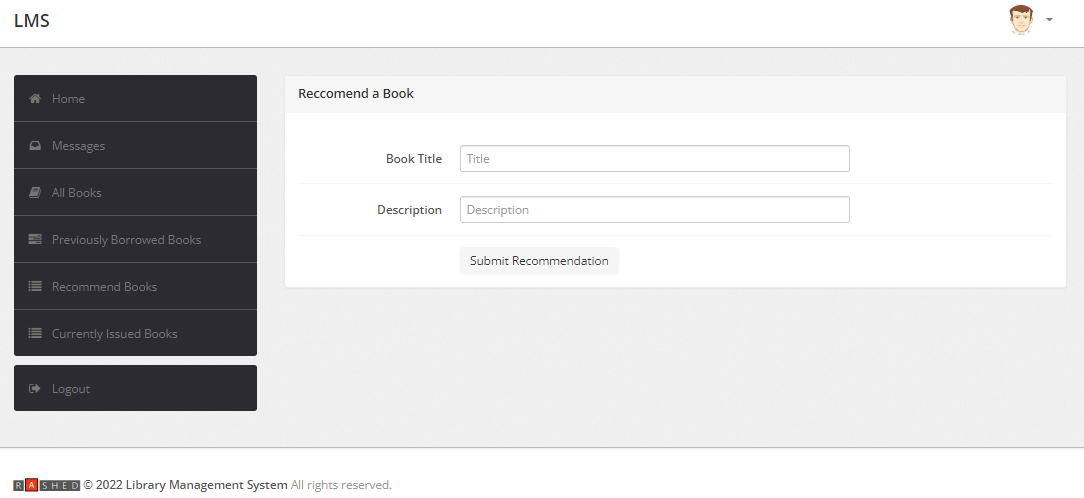 LMS
Home
Messages
All Books
Previously Borrowed Books
Recommend Books
Currently Issued Books
Logout
Reccomend a Book
Book Title
Title
Description
Description
Submit Recommendation
RASHED © 2022 Library Management System All rights reserved.